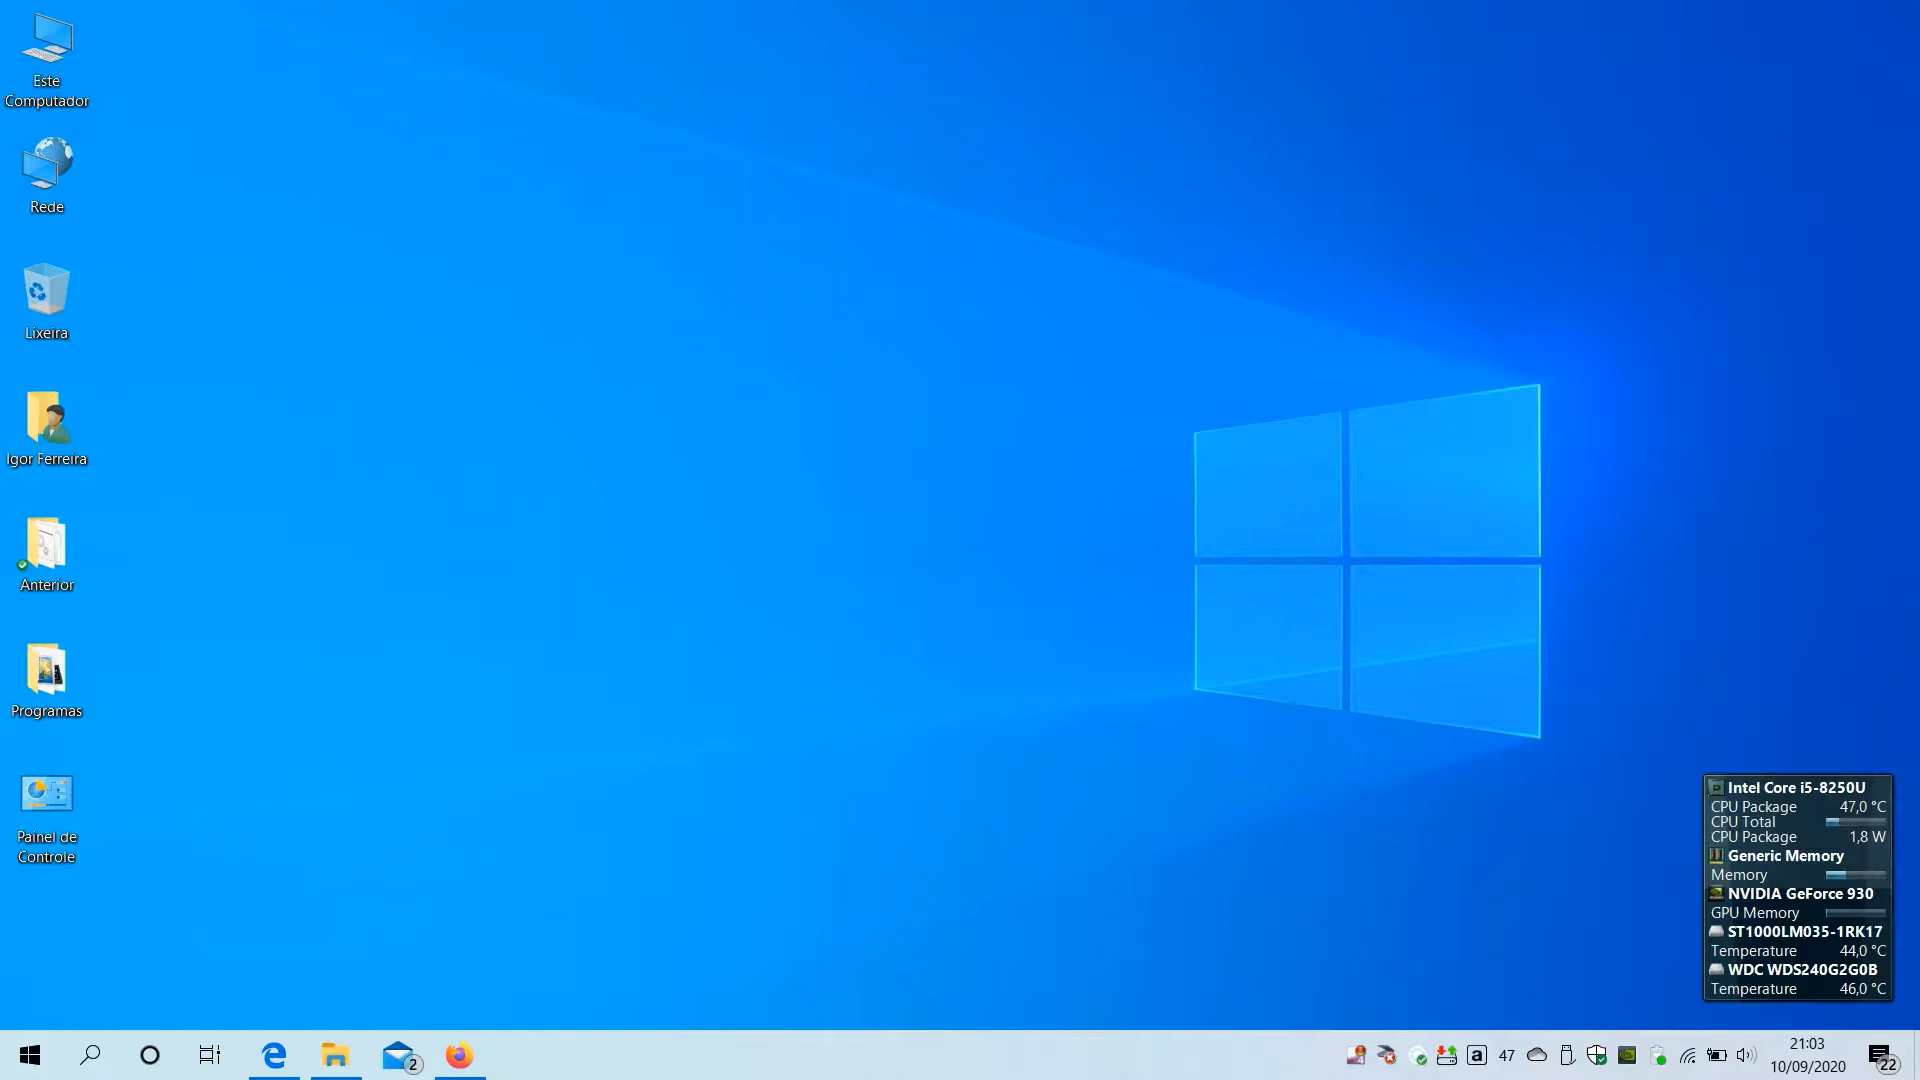 Este
Computador
Rede
Lixeira
Igor Ferreira
Anterior
Programas
Painel de
Controle
Intel Core i5-8250U
CPU Package 47,0 °C
CPU Total
CPU Package 1,8 W
Generic Memory
Memory
NVIDIA GeForce 930
GPU Memory
ST1000LM035-1RK17
Temperature 44,0 °C
WDC WDS240G2G0B
Temperature 46,0 °C
2
a
47
21:03
10/09/2020
22